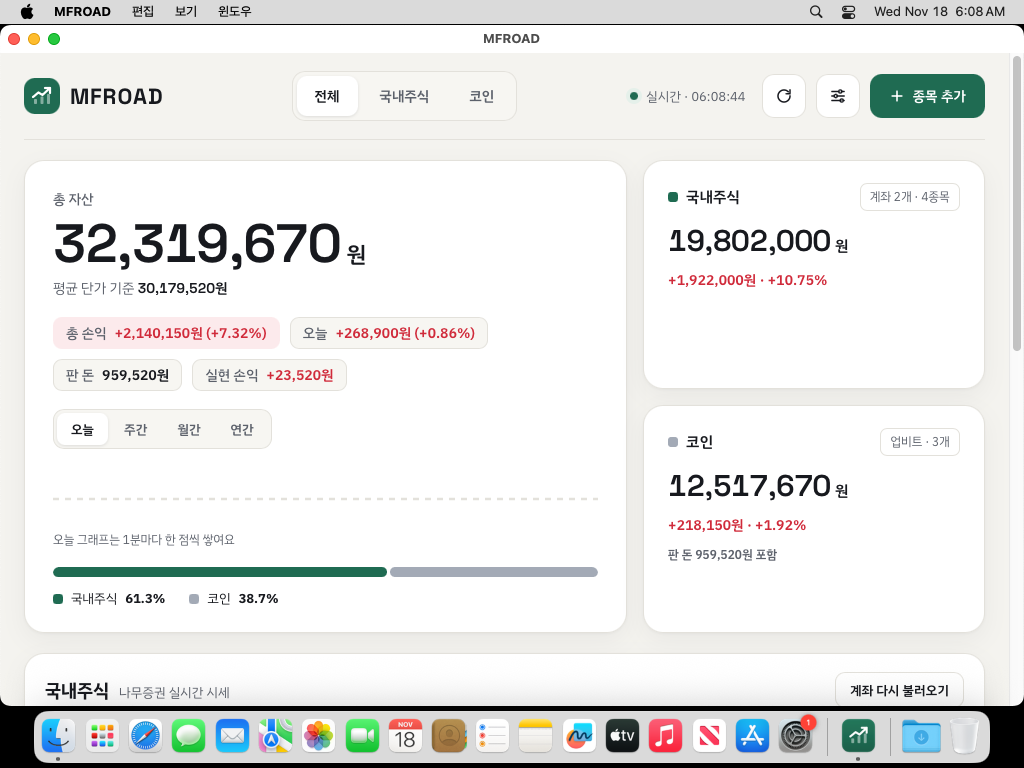 MFROAD 편집 보기 윈도우 Wed Nov 18 6:08 AM
MFROAD
MFROAD
전체 국내주식 코인
실시간 · 06:08:44
+ 종목 추가
총 자산
32,319,670 원
평균 단가 기준 30,179,520원
총 손익 +2,140,150원 (+7.32%)
오늘 +268,900원 (+0.86%)
판 돈 959,520원
실현 손익 +23,520원
오늘 주간 월간 연간
오늘 그래프는 1분마다 한 점씩 쌓여요
국내주식 61.3% 코인 38.7%
국내주식 계좌 2개 · 4종목
19,802,000 원
+1,922,000원 · +10.75%
코인 업비트 · 3개
12,517,670 원
+218,150원 · +1.92%
판 돈 959,520원 포함
국내주식 나무증권 실시간 시세
계좌 다시 불러오기
NOV
18
tv
1